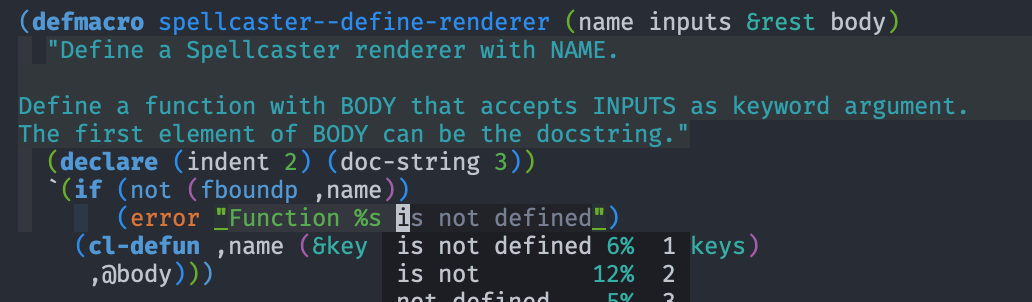 (defmacro spellcaster--define-renderer (name inputs &rest body)
"Define a Spellcaster renderer with NAME.
Define a function with BODY that accepts INPUTS as keyword argument.
The first element of BODY can be the docstring."
(declare (indent 2) (doc-string 3))
`(if (not (fboundp ,name))
(error "Function %s is not defined")
(cl-defun ,name (&key
keys)
,@body)))
is not defined 6% 1
is not 12% 2
not defined 5% 3